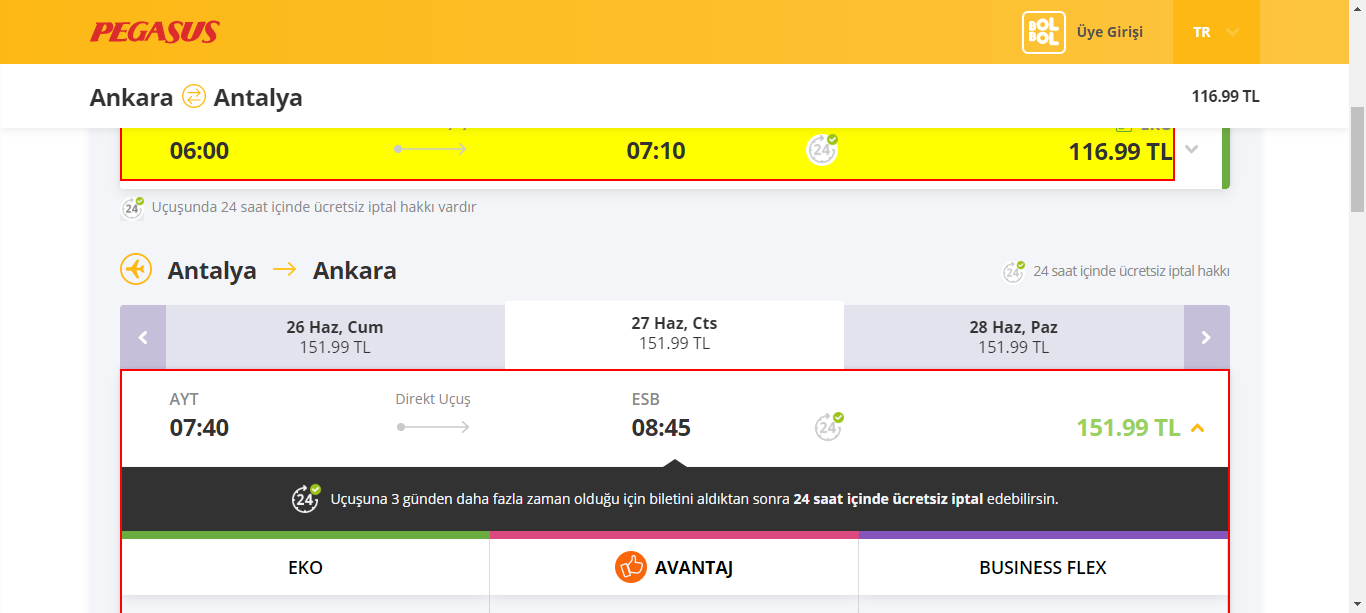 PEGASUS
BOL BOL
Üye Girişi
TR
Ankara Antalya
116.99 TL
06:00
07:10
24
EKO
116.99 TL
24 Uçuşunda 24 saat içinde ücretsiz iptal hakkı vardır
Antalya Ankara
24 24 saat içinde ücretsiz iptal hakkı
26 Haz, Cum
151.99 TL
27 Haz, Cts
151.99 TL
28 Haz, Paz
151.99 TL
AYT
07:40
Direkt Uçuş
ESB
08:45
24
151.99 TL
24 Uçuşuna 3 günden daha fazla zaman olduğu için biletini aldıktan sonra 24 saat içinde ücretsiz iptal edebilirsin.
EKO
AVANTAJ
BUSINESS FLEX